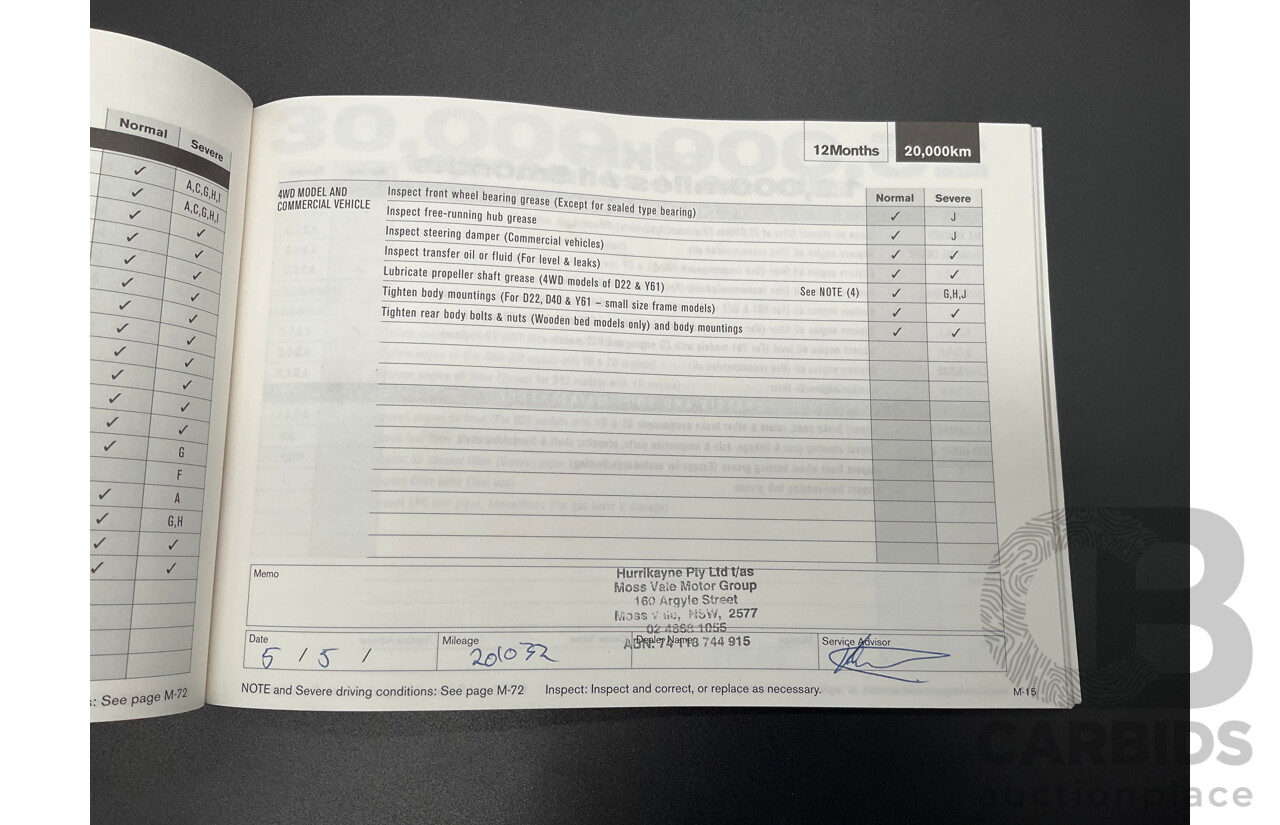 Normal Severe
✓ A,C,G,H,I
✓ A,C,G,H,I
✓ ✓
✓ ✓
✓ ✓
✓ ✓
✓ ✓
✓ ✓
✓ ✓
✓ ✓
✓ ✓
✓ ✓
✓ G
F
✓ A
✓ G,H
✓ ✓
✓ ✓
See page M-72
12Months 20,000km
Normal Severe
4WD MODEL AND
COMMERCIAL VEHICLE
Inspect front wheel bearing grease (Except for sealed type bearing) ✓ J
Inspect free-running hub grease ✓ J
Inspect steering damper (Commercial vehicles) ✓ ✓
Inspect transfer oil or fluid (For level & leaks) ✓ ✓
Lubricate propeller shaft grease (4WD models of D22 & Y61) See NOTE (4) ✓ G,H,J
Tighten body mountings (For D22, D40 & Y61 – small size frame models) ✓ ✓
Tighten rear body bolts & nuts (Wooden bed models only) and body mountings ✓ ✓
Memo
Hurrikayne Pty Ltd t/as
Moss Vale Motor Group
160 Argyle Street
Moss Vale, NSW, 2577
02 4868 1055
ABN: 74 118 744 915
Date 5 / 5 /
Mileage 201032
Dealer Name
Service Advisor
NOTE and Severe driving conditions: See page M-72 Inspect: Inspect and correct, or replace as necessary.
M-15
CB
CARBIDS
auctionplace